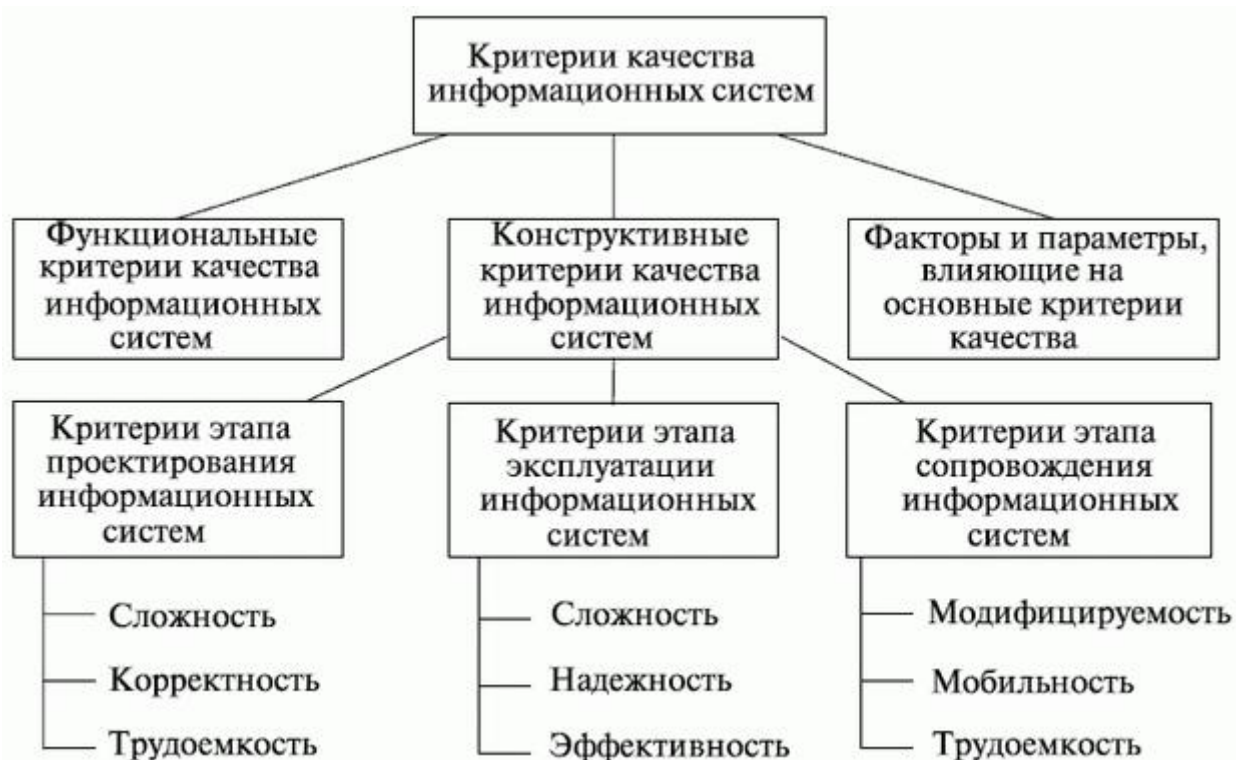 Критерии качества
информационных систем
Функциональные
критерии качества
информационных
систем
Конструктивные
критерии качества
информационных
систем
Факторы и параметры,
влияющие на
основные критерии
качества
Критерии этапа
проектирования
информационных
систем
Критерии этапа
эксплуатации
информационных
систем
Критерии этапа
сопровождения
информационных
систем
Сложность
Корректность
Трудоемкость
Сложность
Надежность
Эффективность
Модифицируемость
Мобильность
Трудоемкость